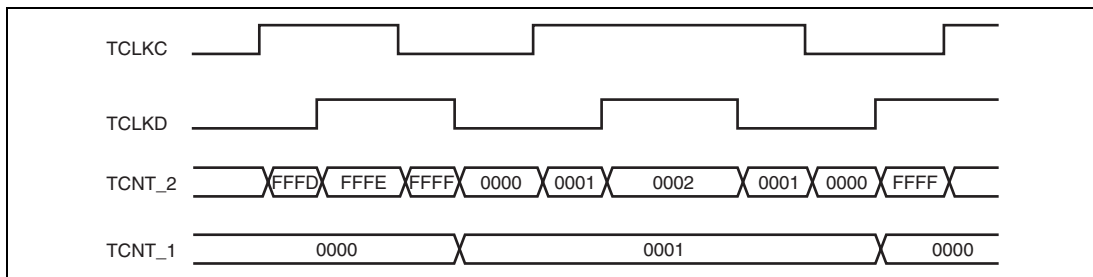 TCLKC
TCLKD
TCNT_2 FFFD FFFE FFFF 0000 0001 0002 0001 0000 FFFF
TCNT_1 0000 0001 0000